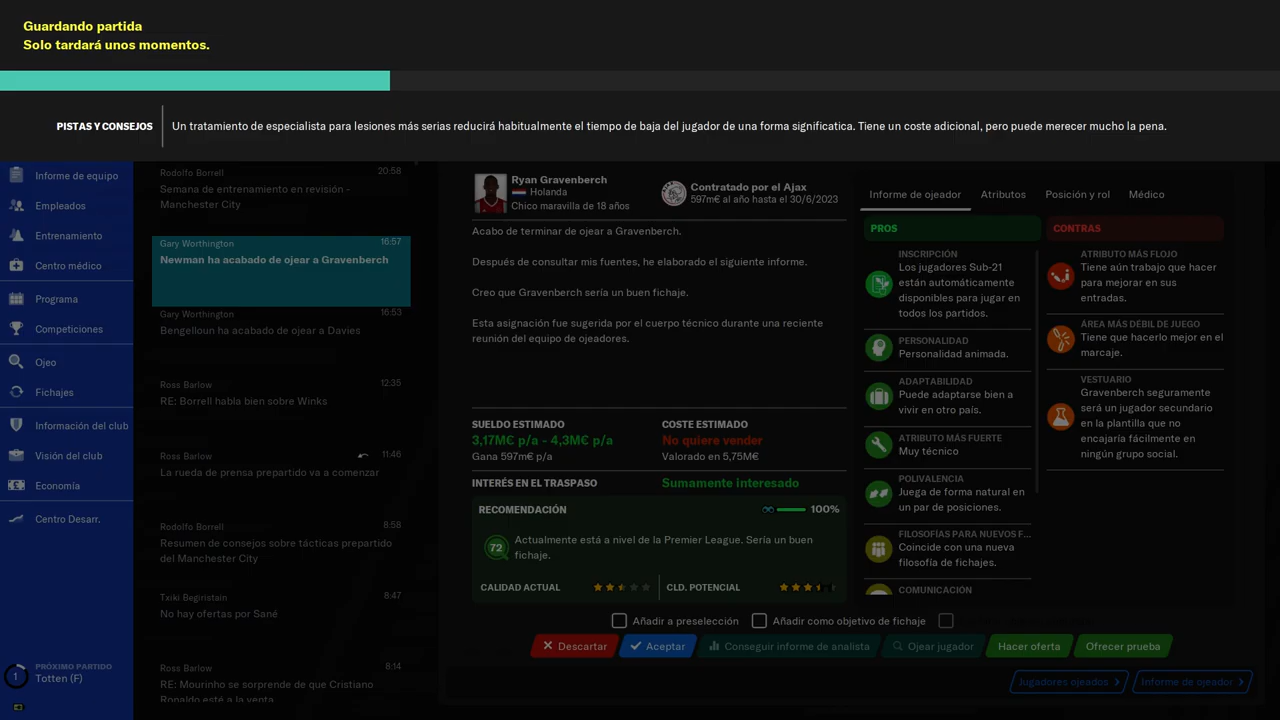 Guardando partida
Solo tardará unos momentos.
PISTAS Y CONSEJOS
Un tratamiento de especialista para lesiones más serias reducirá habitualmente el tiempo de baja del jugador de una forma significatica. Tiene un coste adicional, pero puede merecer mucho la pena.
Informe de equipo
Empleados
Entrenamiento
Centro médico
Programa
Competiciones
Ojeo
Fichajes
Información del club
Visión del club
Economía
Centro Desarr.
1
PRÓXIMO PARTIDO
Totten (F)
Rodolfo Borrell
20:58
Semana de entrenamiento en revisión -
Manchester City
Gary Worthington
16:57
Newman ha acabado de ojear a Gravenberch
Gary Worthington
16:53
Bengelloun ha acabado de ojear a Davies
Ross Barlow
12:35
RE: Borrell habla bien sobre Winks
Ross Barlow
11:46
La rueda de prensa prepartido va a comenzar
Rodolfo Borrell
8:58
Resumen de consejos sobre tácticas prepartido
del Manchester City
Txiki Begiristain
8:47
No hay ofertas por Sané
Ross Barlow
8:14
RE: Mourinho se sorprende de que Cristiano
Ronaldo esté a la venta
Ryan Gravenberch
Holanda
Chico maravilla de 18 años
Contratado por el Ajax
597m€ al año hasta el 30/6/2023
Acabo de terminar de ojear a Gravenberch.
Después de consultar mis fuentes, he elaborado el siguiente informe.
Creo que Gravenberch sería un buen fichaje.
Esta asignación fue sugerida por el cuerpo técnico durante una reciente
reunión del equipo de ojeadores.
SUELDO ESTIMADO
3,17M€ p/a - 4,3M€ p/a
Gana 597m€ p/a
COSTE ESTIMADO
No quiere vender
Valorado en 5,75M€
INTERÉS EN EL TRASPASO
Sumamente interesado
RECOMENDACIÓN
100%
72
Actualmente está a nivel de la Premier League. Sería un buen
fichaje.
CALIDAD ACTUAL
CLD. POTENCIAL
Informe de ojeador
Atributos
Posición y rol
Médico
PROS
INSCRIPCIÓN
Los jugadores Sub-21
están automáticamente
disponibles para jugar en
todos los partidos.
PERSONALIDAD
Personalidad animada.
ADAPTABILIDAD
Puede adaptarse bien a
vivir en otro país.
ATRIBUTO MÁS FUERTE
Muy técnico
POLIVALENCIA
Juega de forma natural en
un par de posiciones.
FILOSOFÍAS PARA NUEVOS F...
Coincide con una nueva
filosofía de fichajes.
COMUNICACIÓN
CONTRAS
ATRIBUTO MÁS FLOJO
Tiene aún trabajo que hacer
para mejorar en sus
entradas.
ÁREA MÁS DÉBIL DE JUEGO
Tiene que hacerlo mejor en el
marcaje.
VESTUARIO
Gravenberch seguramente
será un jugador secundario
en la plantilla que no
encajaría fácilmente en
ningún grupo social.
Añadir a preselección
Añadir como objetivo de fichaje
Descartar
Aceptar
Conseguir informe de analista
Ojear jugador
Hacer oferta
Ofrecer prueba
Jugadores ojeados
Informe de ojeador